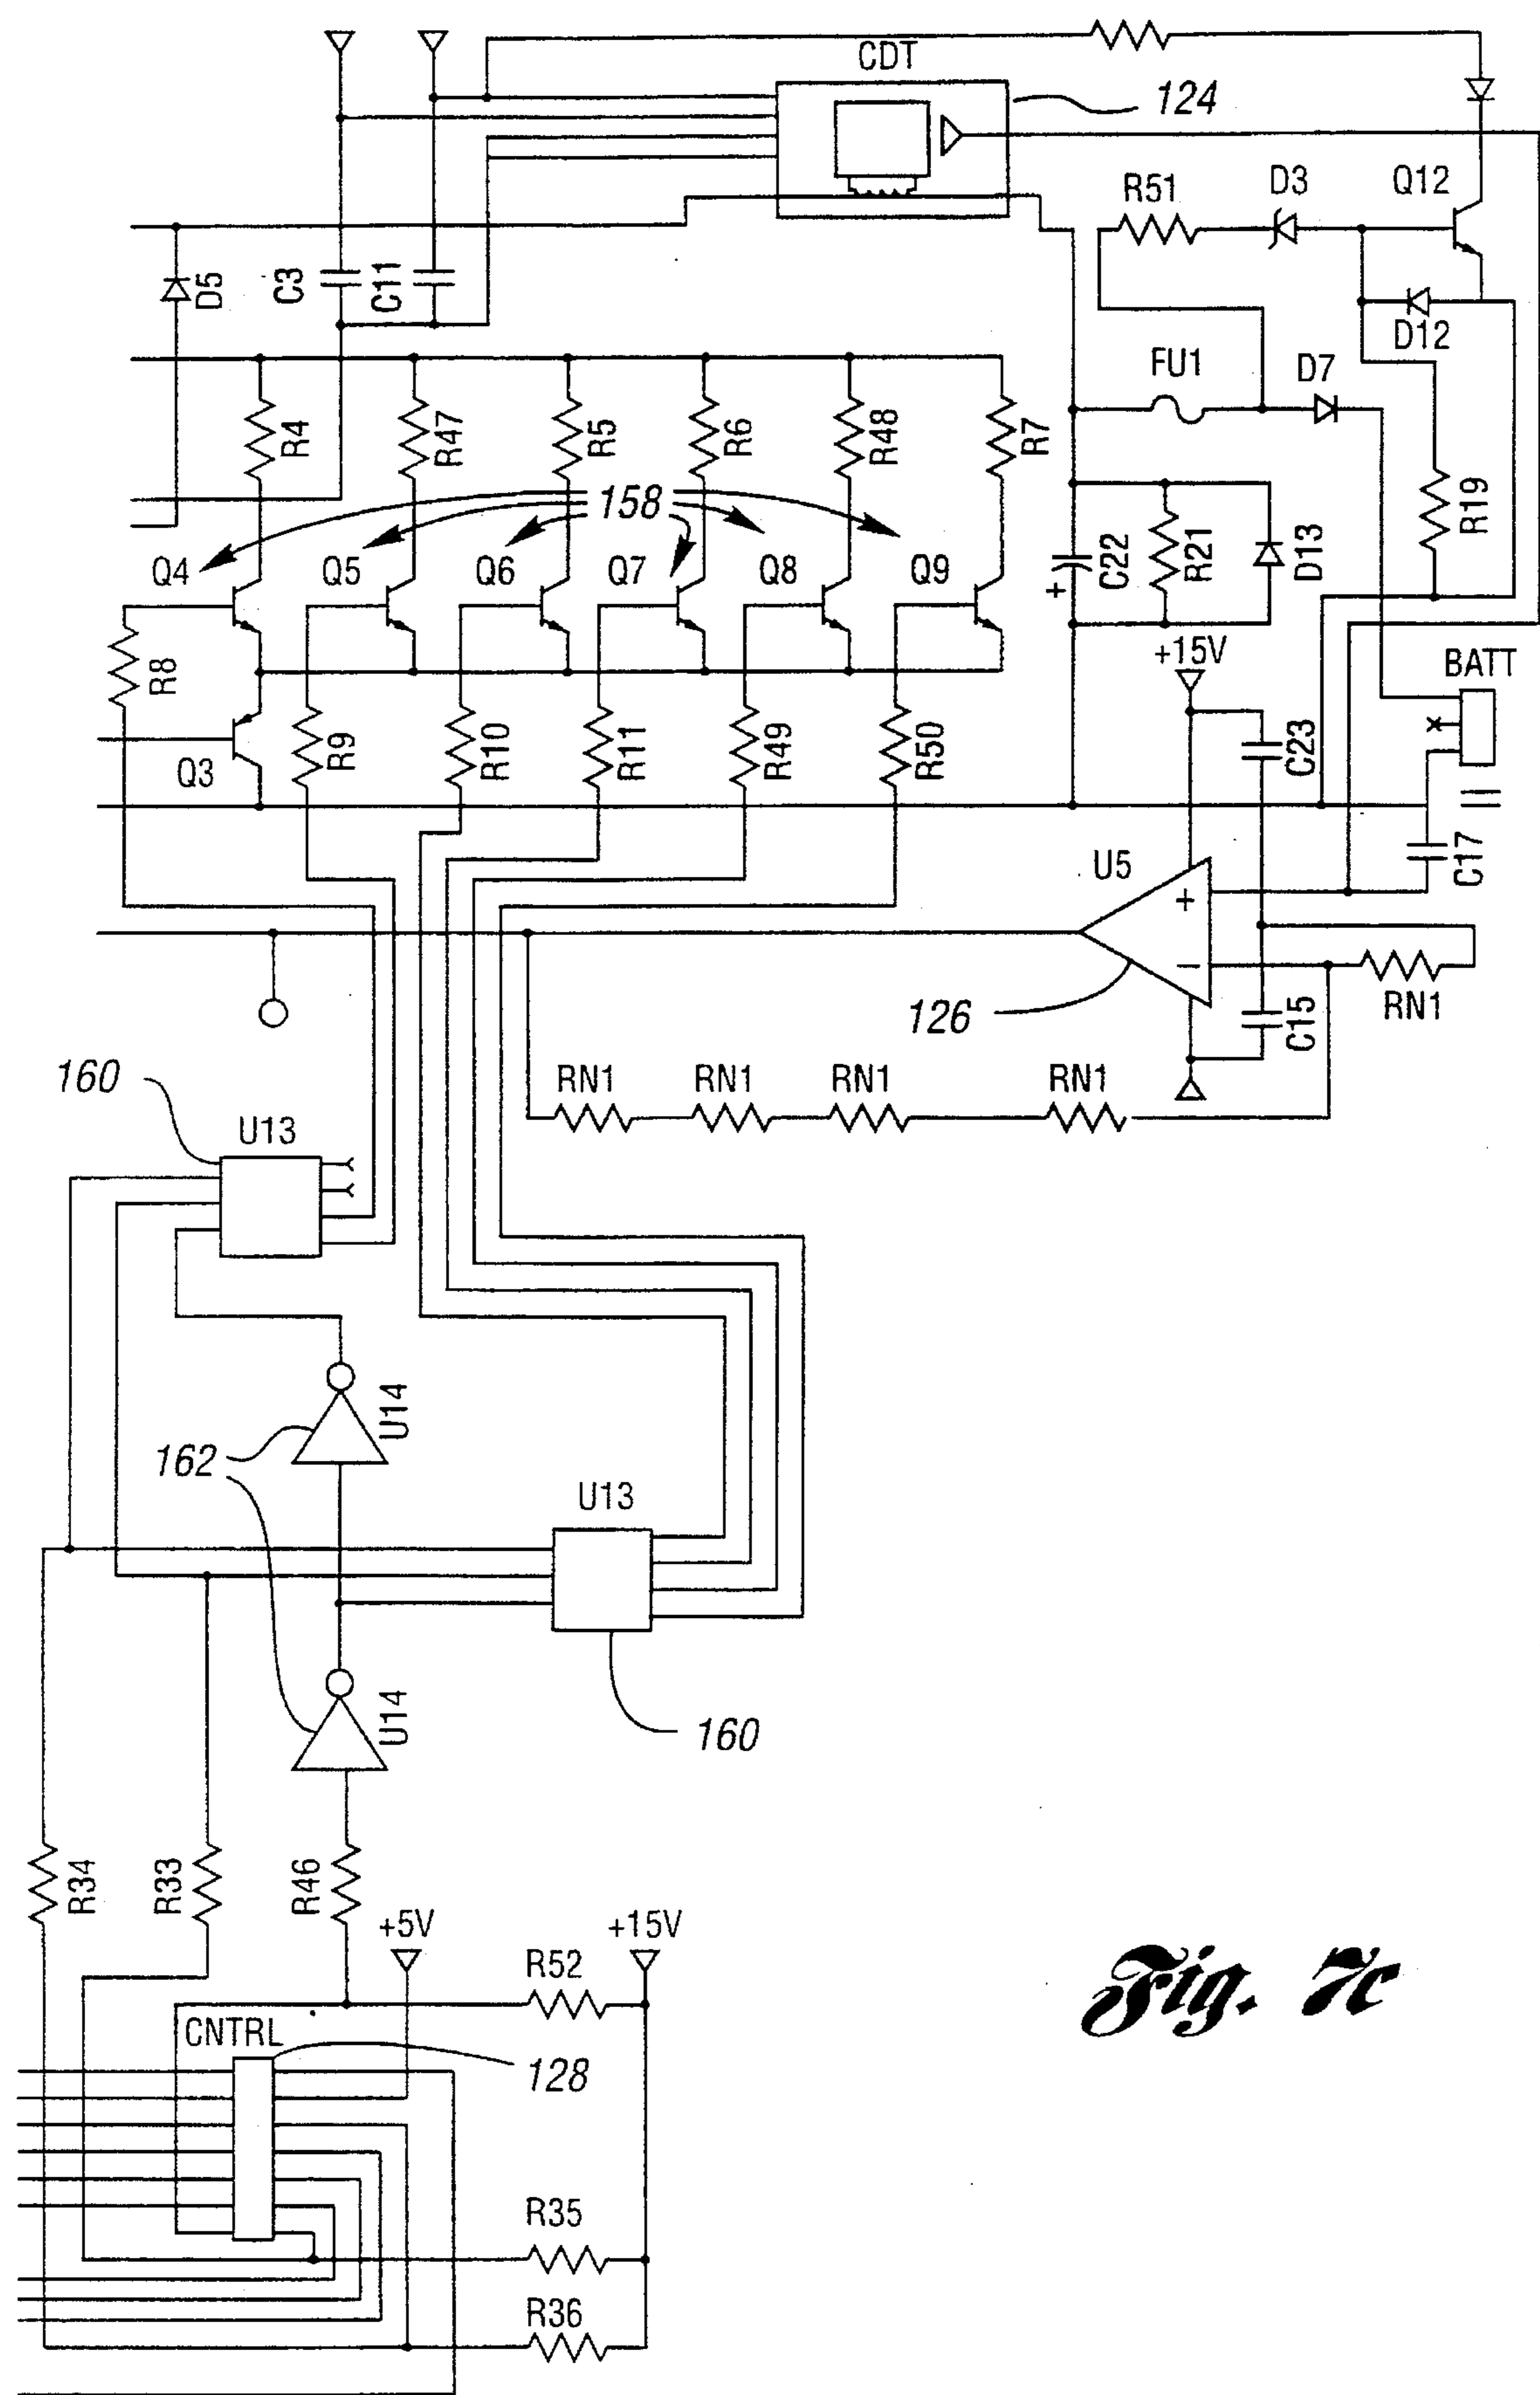 CDT
124
R51
D3
Q12
D5
C3
C11
D12
FU1
D7
R4
R47
R5
R6
R48
R7
158
R19
Q4
Q5
Q6
Q7
Q8
Q9
C22
R21
D13
+
+15V
BATT
R8
R9
R10
R11
R49
R50
C23
Q3
C17
U5
+
−
126
C15
RN1
160
RN1
RN1
RN1
RN1
U13
U14
162
U13
U14
160
R34
R33
R46
+5V
+15V
R52
CNTRL
128
R35
R36
Fig. 7c